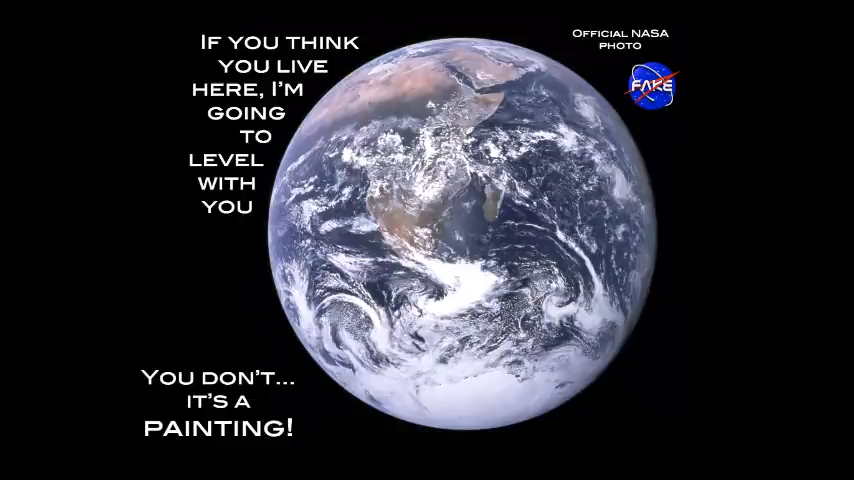 If you think
you live
here, I'm
going
to
level
with
you
Official NASA
photo
FAKE
You don't...
it's a
painting!